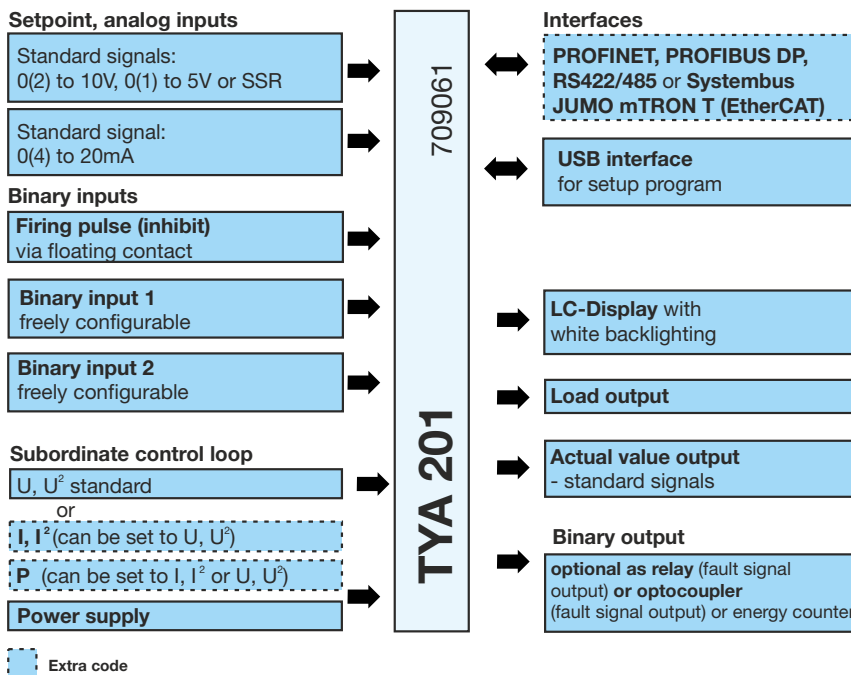 Setpoint, analog inputs
Standard signals:
0(2) to 10V, 0(1) to 5V or SSR
Standard signal:
0(4) to 20mA
Binary inputs
Firing pulse (inhibit)
via floating contact
Binary input 1
freely configurable
Binary input 2
freely configurable
Subordinate control loop
U, U² standard
or
I, I² (can be set to U, U²)
P (can be set to I, I² or U, U²)
Power supply
Extra code
709061
TYA 201
Interfaces
PROFINET, PROFIBUS DP,
RS422/485 or Systembus
JUMO mTRON T (EtherCAT)
USB interface
for setup program
LC-Display with
white backlighting
Load output
Actual value output
- standard signals
Binary output
optional as relay (fault signal
output) or optocoupler
(fault signal output) or energy counter